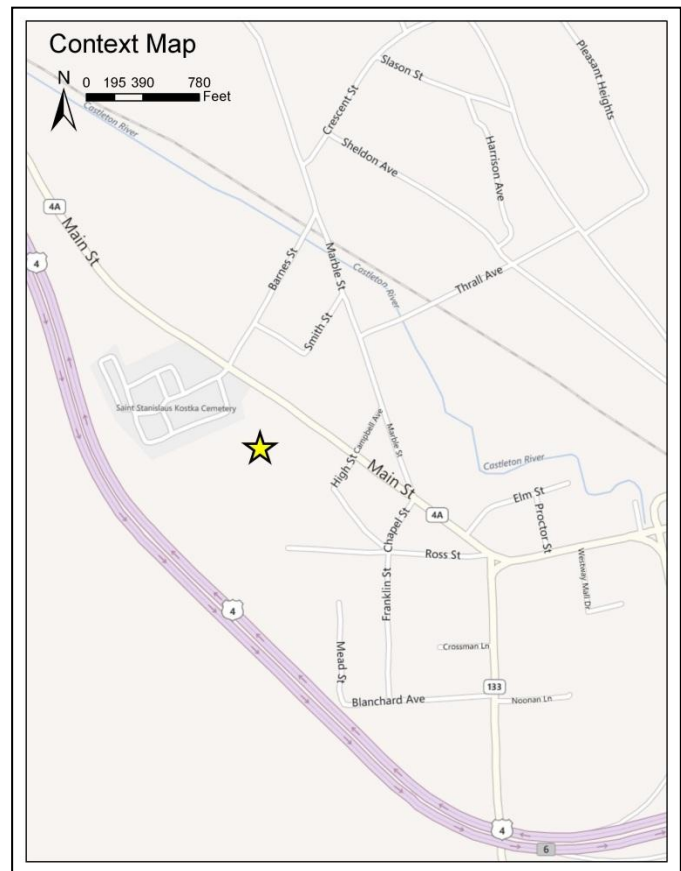 Context Map
N
0 195 390 780
Feet
Castleton River
Crescent St
Slason St
Pleasant Heights
Sheldon Ave
Harrison Ave
4A
Main St
4
Barnes St
Marble St
Castleton River
Thrall Ave
Smith St
Saint Stanislaus Kostka Cemetery
Campbell Ave
Marble St
High St
Main St
Castleton River
4A
Elm St
Chapel St
Proctor St
Ross St
Westway Mall Dr
Franklin St
4
Mead St
Crossman Ln
133
Blanchard Ave
Noonan Ln
4
6